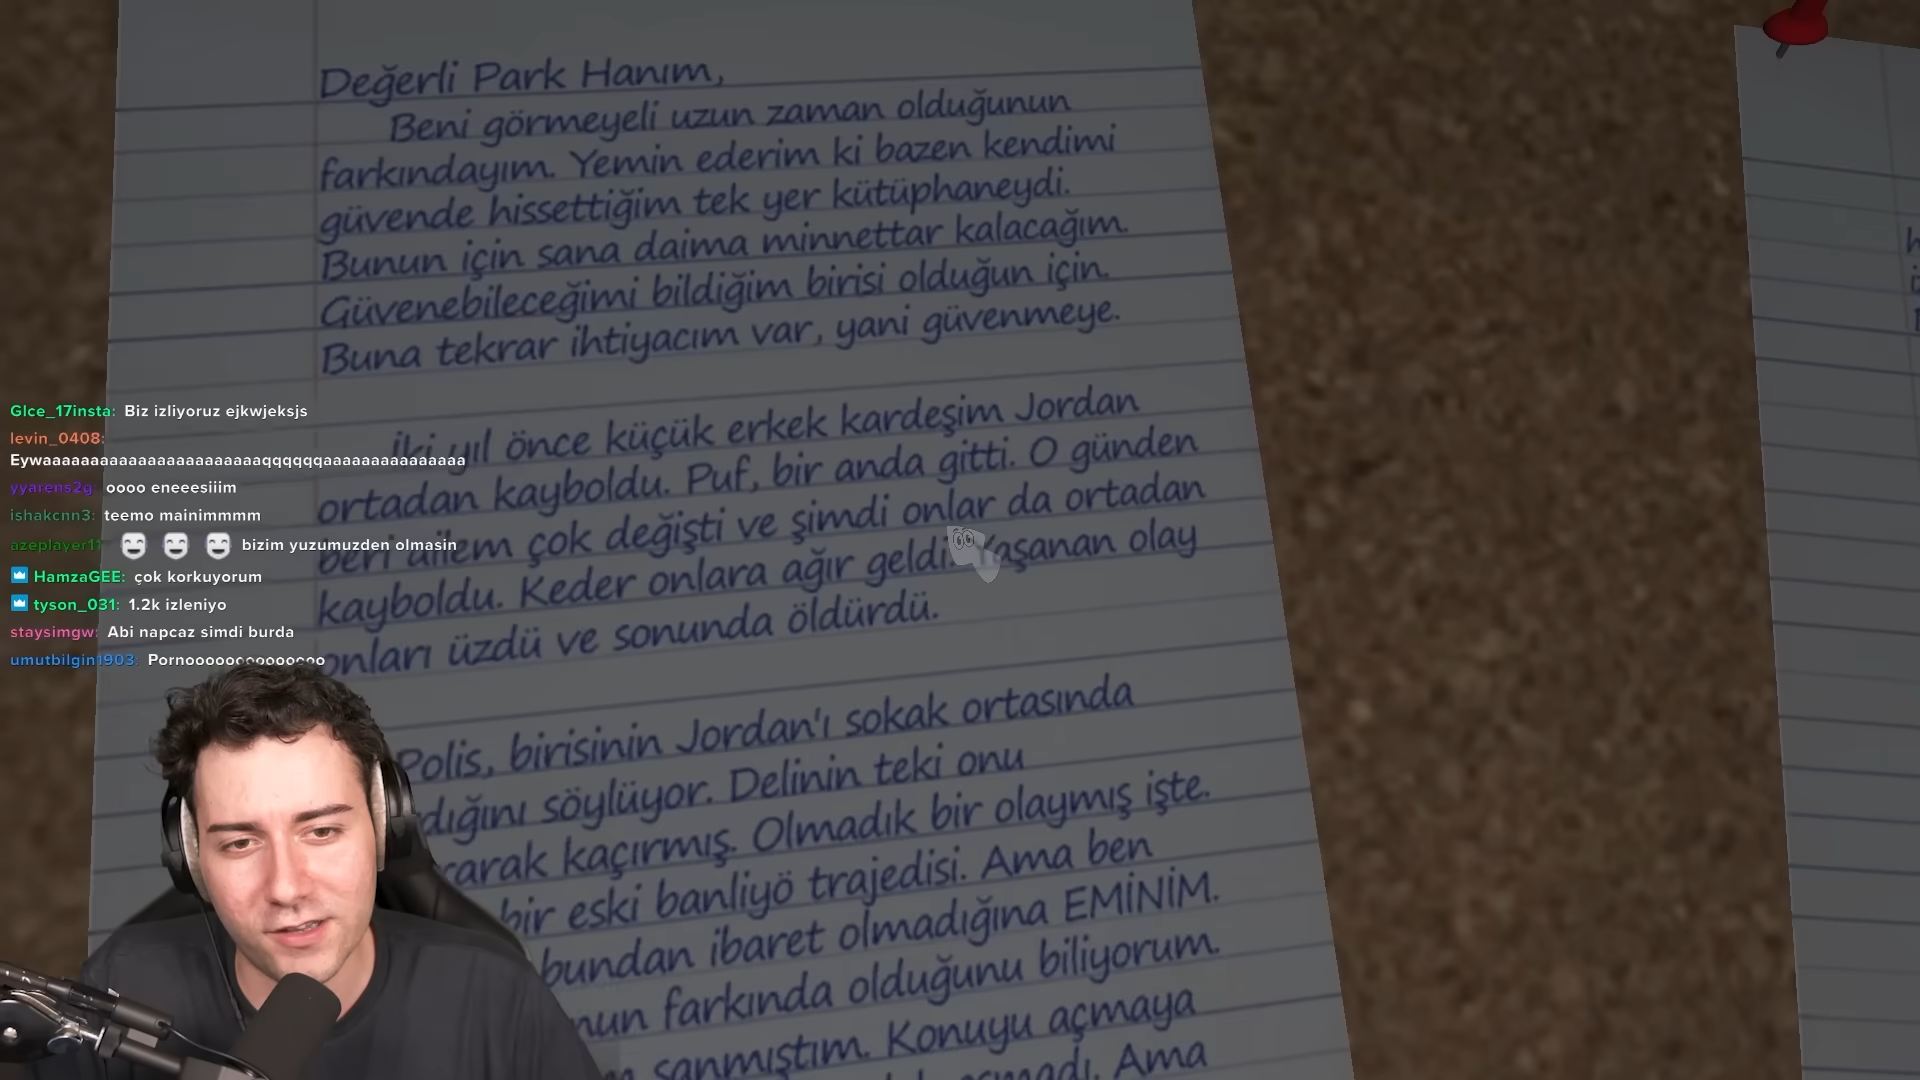 Değerli Park Hanım,
Beni görmeyeli uzun zaman olduğunun
farkındayım. Yemin ederim ki bazen kendimi
güvende hissettiğim tek yer kütüphaneydi.
Bunun için sana daima minnettar kalacağım.
Güvenebileceğimi bildiğim birisi olduğun için.
Buna tekrar ihtiyacım var, yani güvenmeye.
İki yıl önce küçük erkek kardeşim Jordan
ortadan kayboldu. Puf, bir anda gitti. O günden
beri ailem çok değişti ve şimdi onlar da ortadan
kayboldu. Keder onlara ağır geldi. Yaşanan olay
onları üzdü ve sonunda öldürdü.
Polis, birisinin Jordan'ı sokak ortasında
söylüyor. Delinin teki onu
kaçırmış. Olmadık bir olaymış işte.
bir eski banliyö trajedisi. Ama ben
bundan ibaret olmadığına EMİNİM.
farkında olduğunu biliyorum.
sanmıştım. Konuyu açmaya
Ama
Glce_17insta: Biz izliyoruz ejkwjeksjs
levin_0408:
Eywaaaaaaaaaaaaaaaaaaaaaaaqqqqqqaaaaaaaaaaaaaaa
yyarens2g: oooo eneeesiiim
ishakcnn3: teemo mainimmmm
azeplayer11 bizim yuzumuzden olmasin
HamzaGEE: çok korkuyorum
tyson_031: 1.2k izleniyo
staysimgw: Abi napcaz simdi burda
umutbilgin1903: Pornooooooooooooo